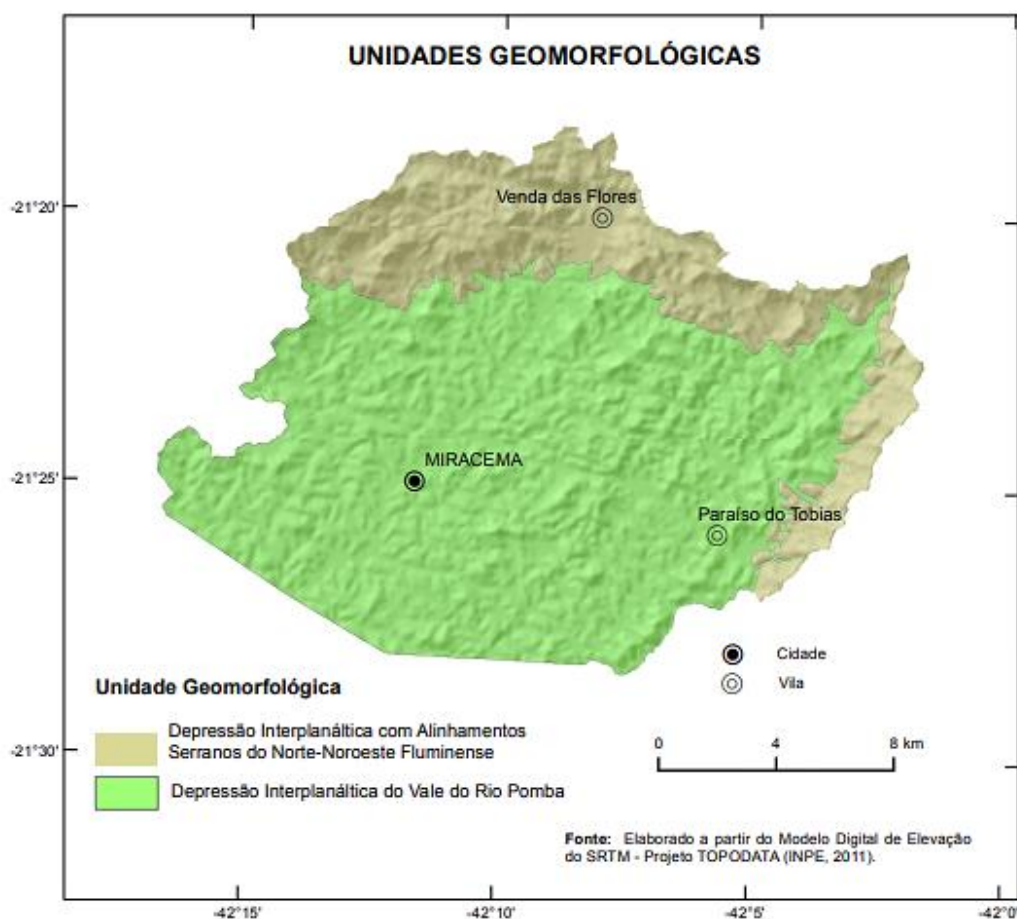 UNIDADES GEOMORFOLÓGICAS
-21°20'
Venda das Flores
-21°25'
MIRACEMA
Paraíso do Tobias
Cidade
Vila
Unidade Geomorfológica
Depressão Interplanáltica com Alinhamentos
Serranos do Norte-Noroeste Fluminense
Depressão Interplanáltica do Vale do Rio Pomba
-21°30'
0 4 8 km
Fonte: Elaborado a partir do Modelo Digital de Elevação
do SRTM - Projeto TOPODATA (INPE, 2011).
-42°15' -42°10' -42°5' -42°0'